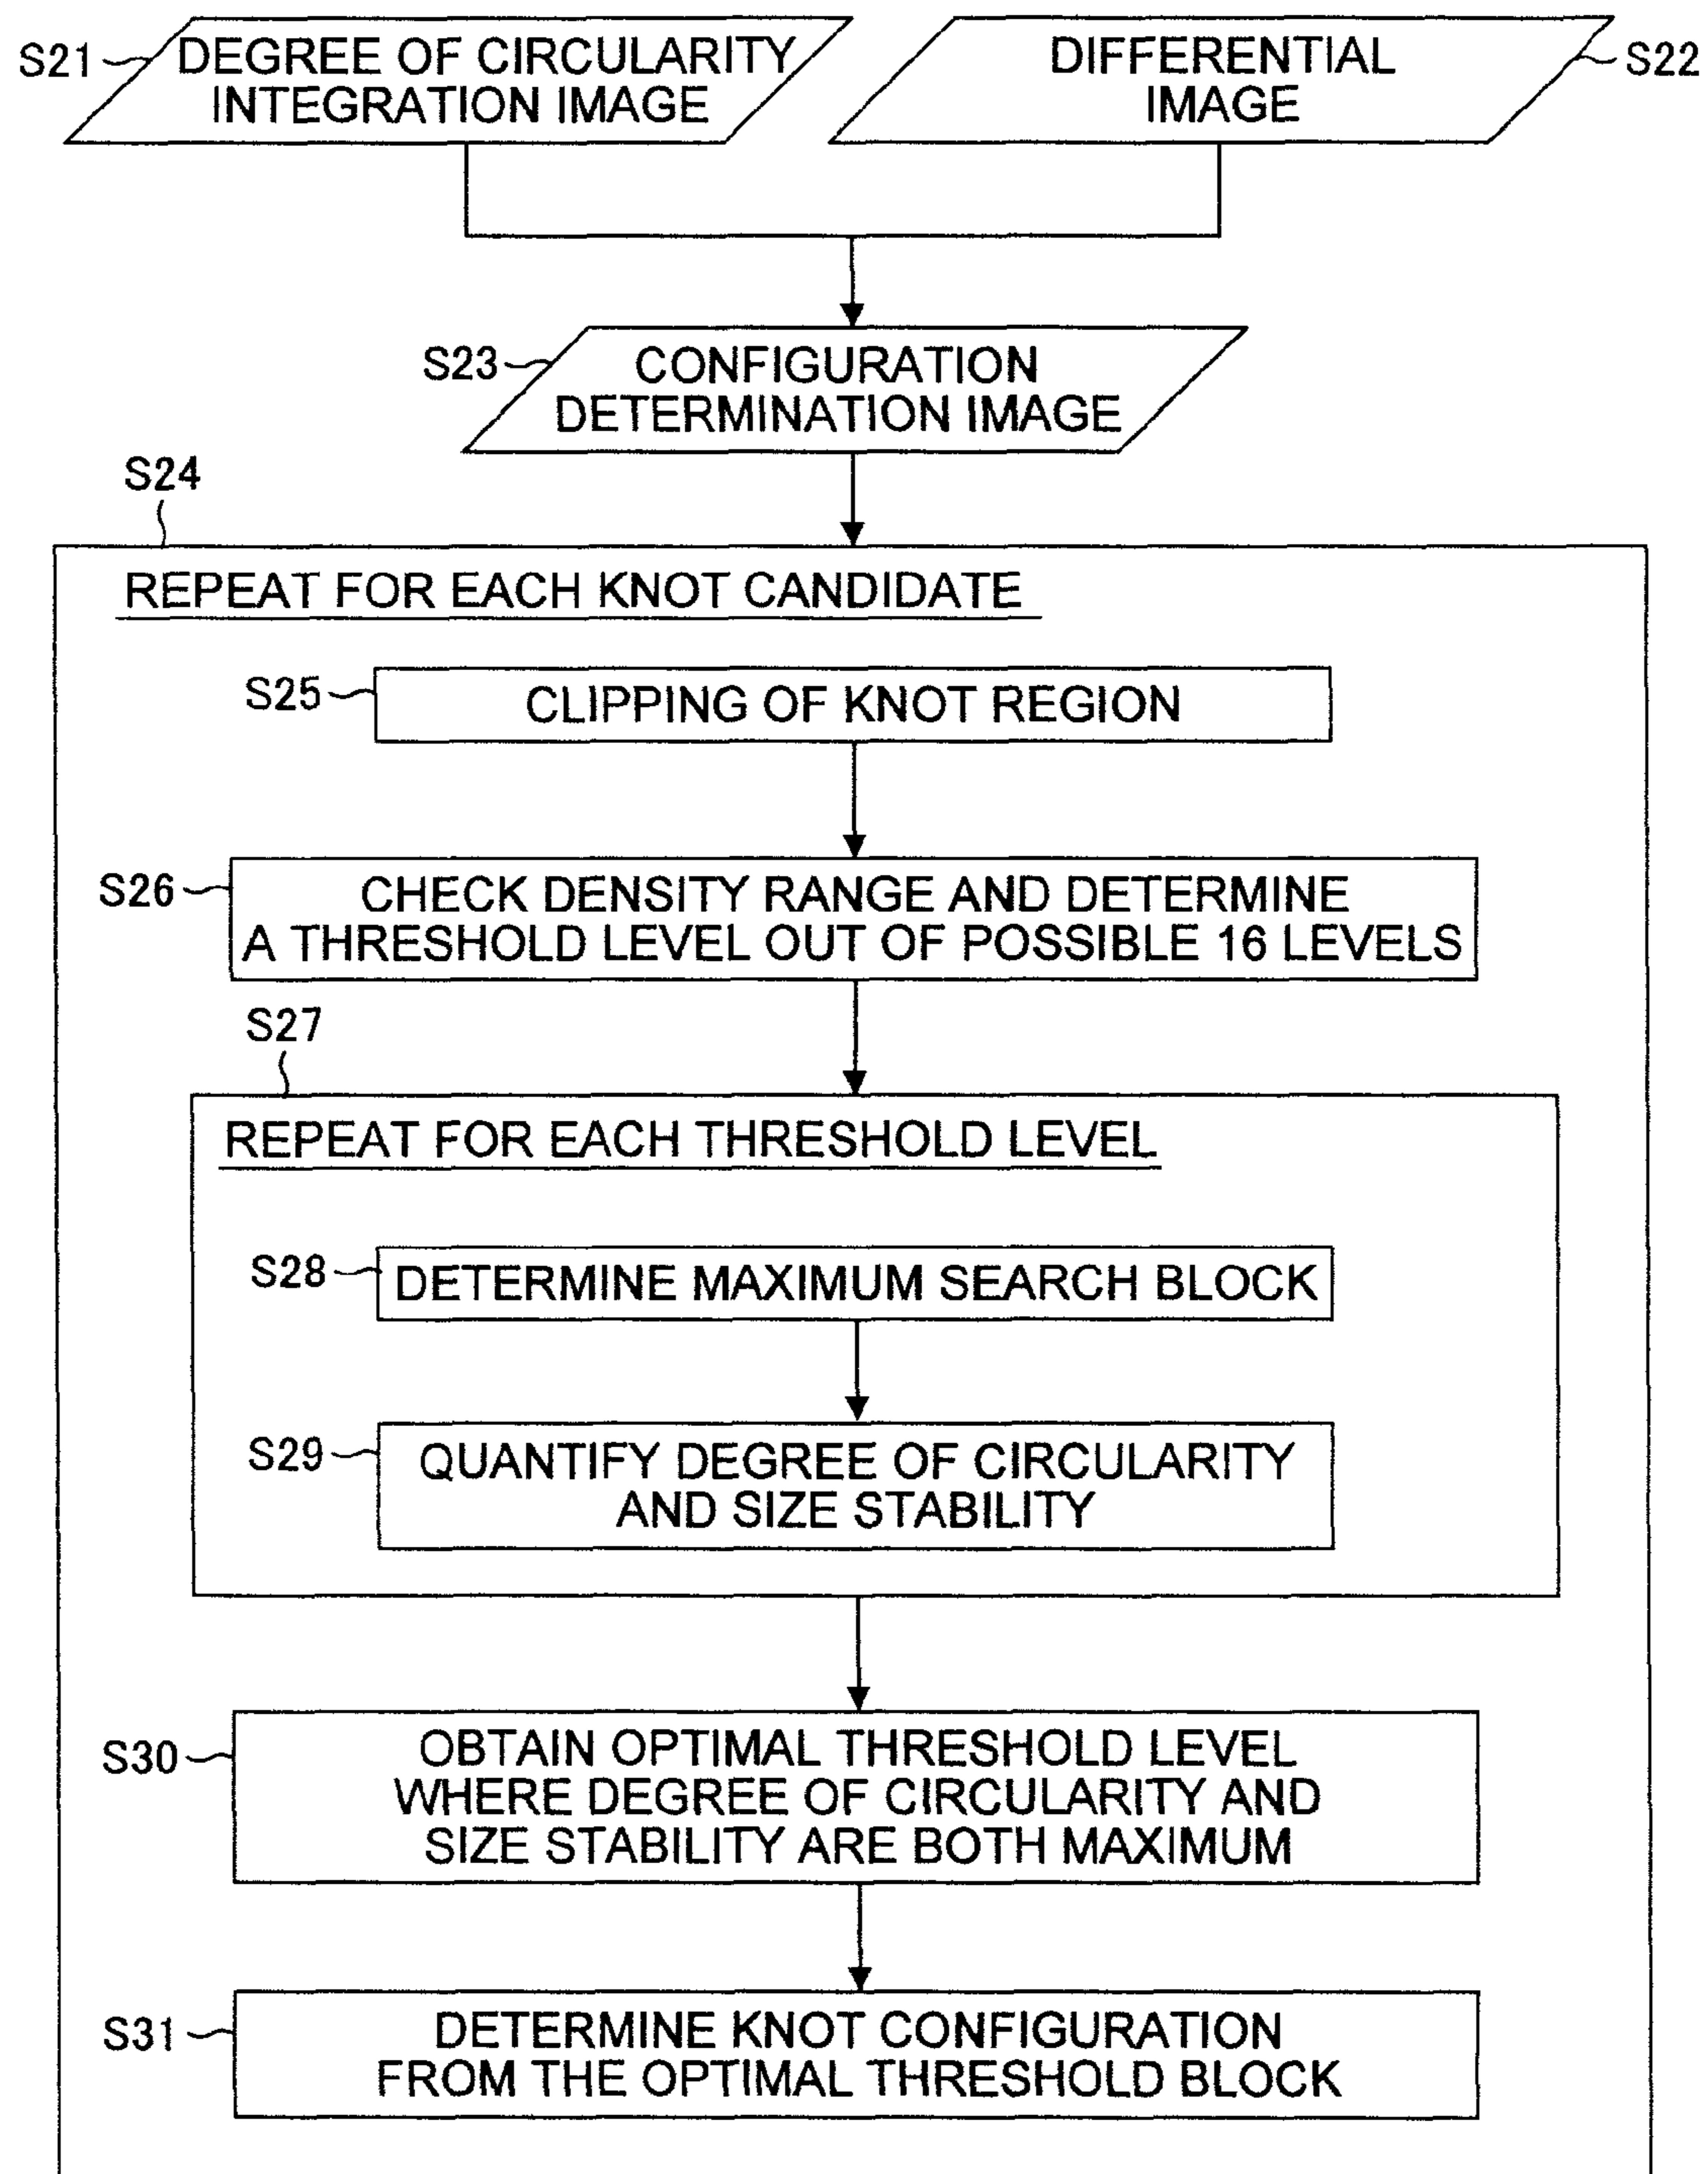 S21
DEGREE OF CIRCULARITY
INTEGRATION IMAGE
DIFFERENTIAL
IMAGE
S22
S23
CONFIGURATION
DETERMINATION IMAGE
S24
REPEAT FOR EACH KNOT CANDIDATE
S25
CLIPPING OF KNOT REGION
S26
CHECK DENSITY RANGE AND DETERMINE
A THRESHOLD LEVEL OUT OF POSSIBLE 16 LEVELS
S27
REPEAT FOR EACH THRESHOLD LEVEL
S28
DETERMINE MAXIMUM SEARCH BLOCK
S29
QUANTIFY DEGREE OF CIRCULARITY
AND SIZE STABILITY
S30
OBTAIN OPTIMAL THRESHOLD LEVEL
WHERE DEGREE OF CIRCULARITY AND
SIZE STABILITY ARE BOTH MAXIMUM
S31
DETERMINE KNOT CONFIGURATION
FROM THE OPTIMAL THRESHOLD BLOCK